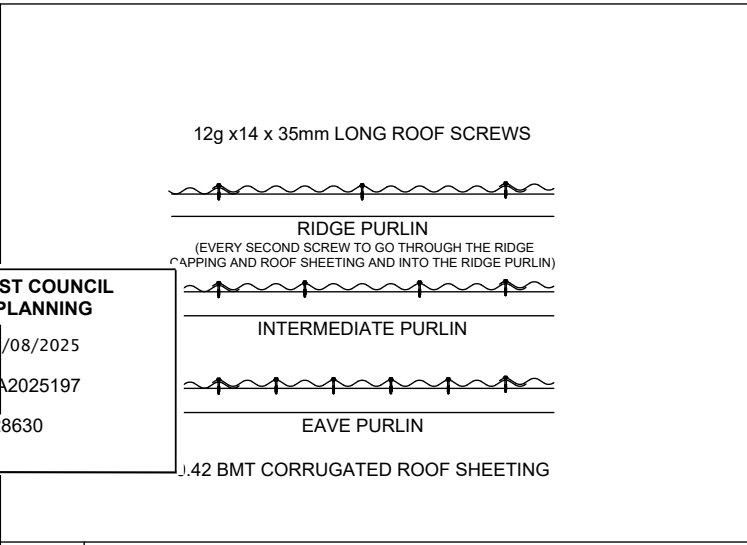 12g x14 x 35mm LONG ROOF SCREWS
RIDGE PURLIN
(EVERY SECOND SCREW TO GO THROUGH THE RIDGE
CAPPING AND ROOF SHEETING AND INTO THE RIDGE PURLIN)
ST COUNCIL
PLANNING
/08/2025
A2025197
8630
INTERMEDIATE PURLIN
EAVE PURLIN
.42 BMT CORRUGATED ROOF SHEETING